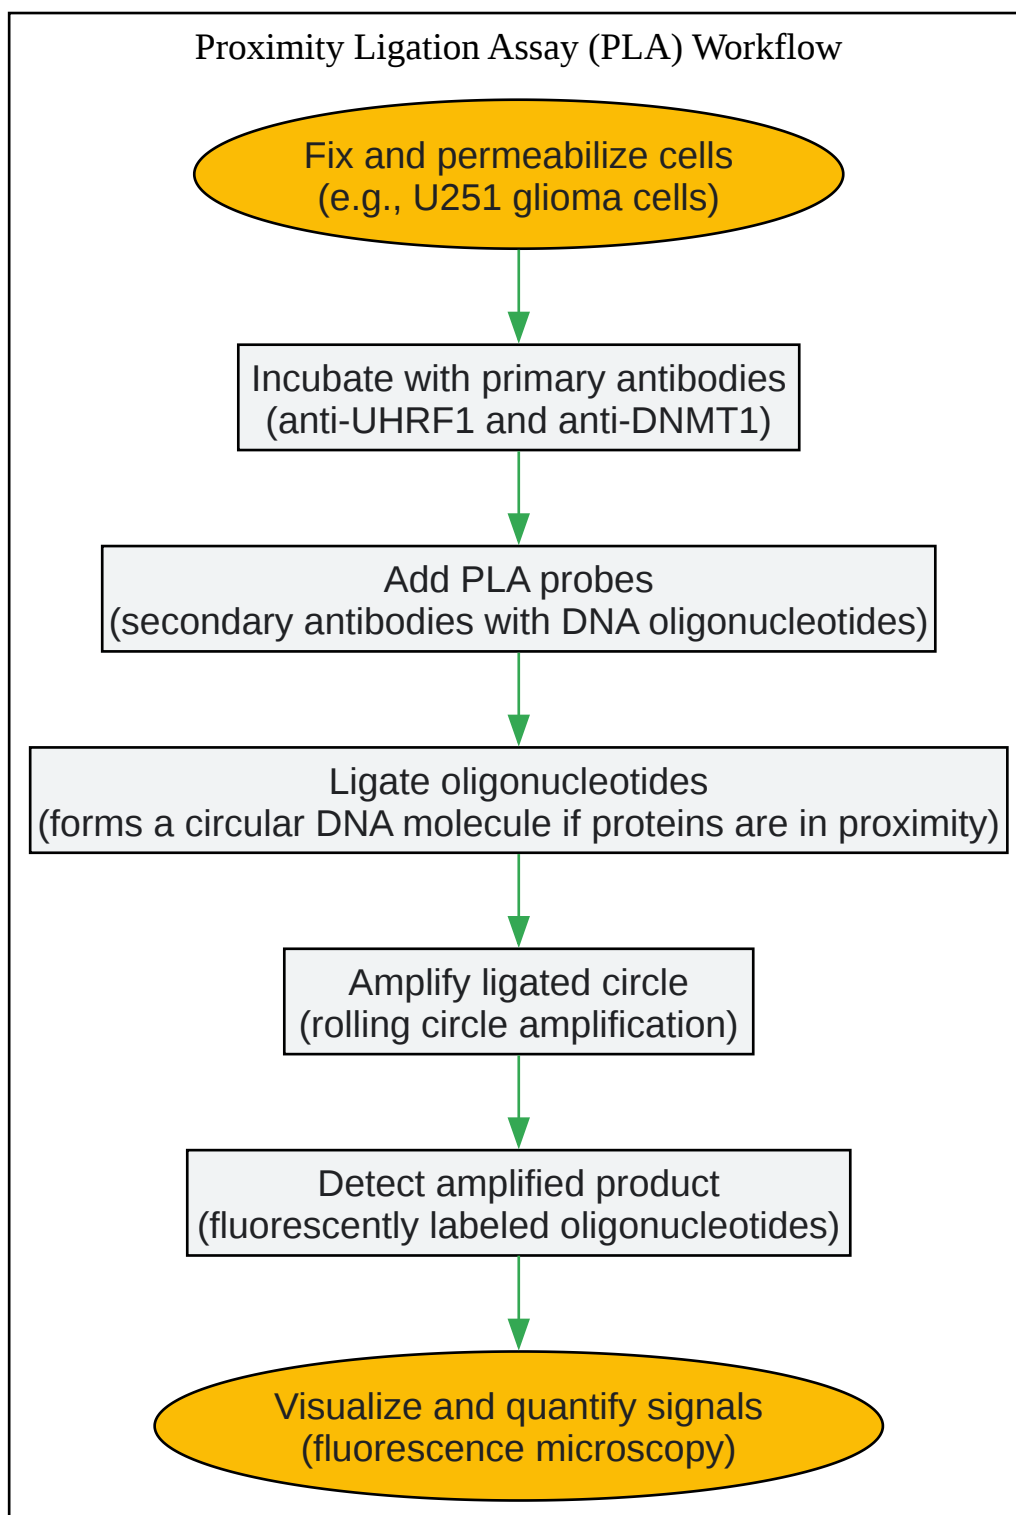 Proximity Ligation Assay (PLA) Workflow
Fix and permeabilize cells
(e.g., U251 glioma cells)
Incubate with primary antibodies
(anti-UHRF1 and anti-DNMT1)
Add PLA probes
(secondary antibodies with DNA oligonucleotides)
Ligate oligonucleotides
(forms a circular DNA molecule if proteins are in proximity)
Amplify ligated circle
(rolling circle amplification)
Detect amplified product
(fluorescently labeled oligonucleotides)
Visualize and quantify signals
(fluorescence microscopy)